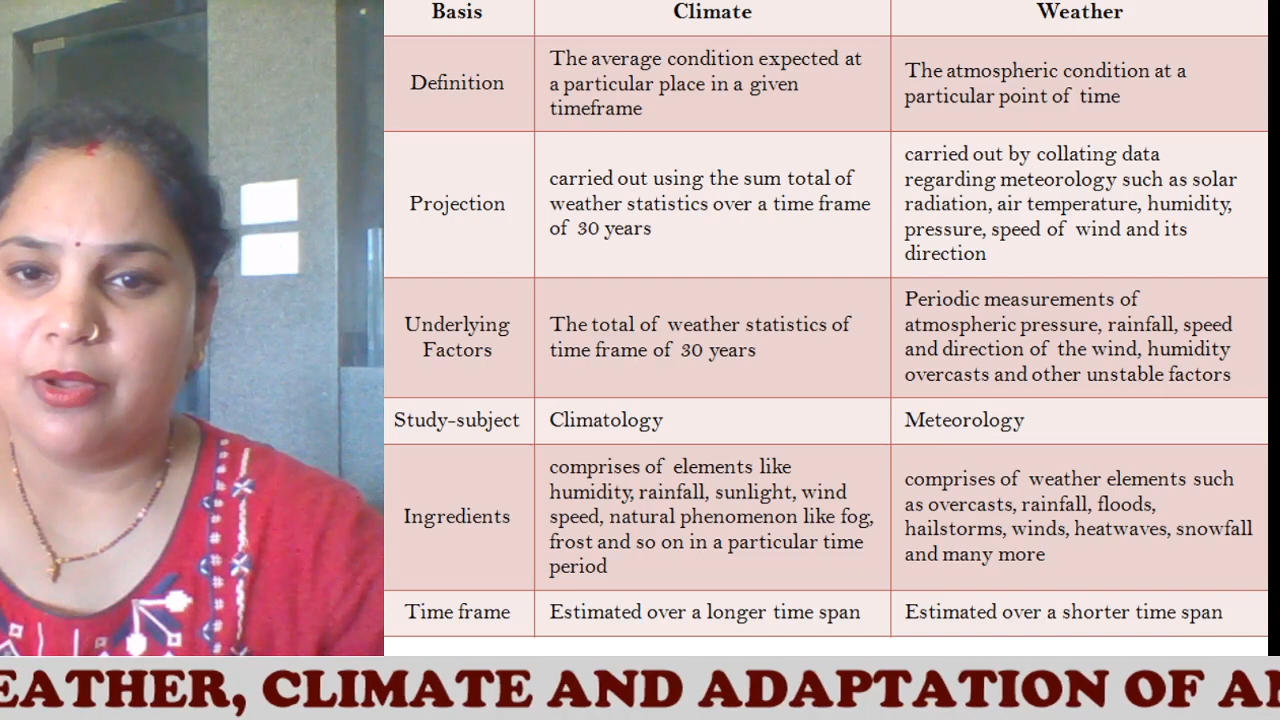 Basis Climate Weather
Definition
The average condition expected at
a particular place in a given
timeframe
The atmospheric condition at a
particular point of time
Projection
carried out using the sum total of
weather statistics over a time frame
of 30 years
carried out by collating data
regarding meteorology such as solar
radiation, air temperature, humidity,
pressure, speed of wind and its
direction
Underlying
Factors
The total of weather statistics of
time frame of 30 years
Periodic measurements of
atmospheric pressure, rainfall, speed
and direction of the wind, humidity
overcasts and other unstable factors
Study-subject
Climatology
Meteorology
Ingredients
comprises of elements like
humidity, rainfall, sunlight, wind
speed, natural phenomenon like fog,
frost and so on in a particular time
period
comprises of weather elements such
as overcasts, rainfall, floods,
hailstorms, winds, heatwaves, snowfall
and many more
Time frame
Estimated over a longer time span
Estimated over a shorter time span
EATHER, CLIMATE AND ADAPTATION OF